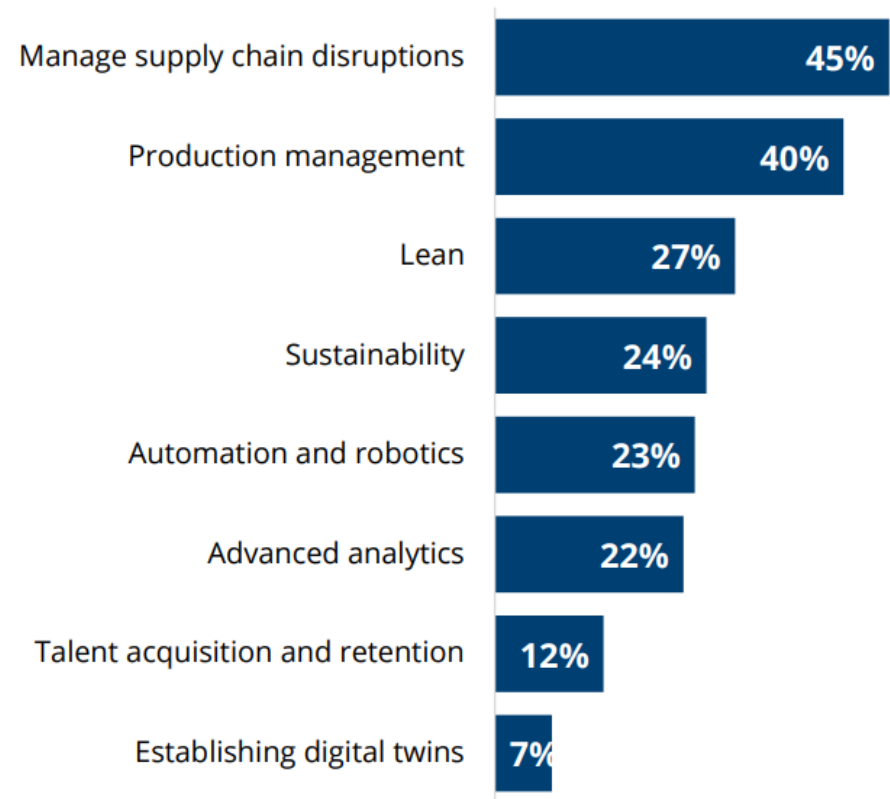 Manage supply chain disruptions 45%
Production management 40%
Lean 27%
Sustainability 24%
Automation and robotics 23%
Advanced analytics 22%
Talent acquisition and retention 12%
Establishing digital twins 7%